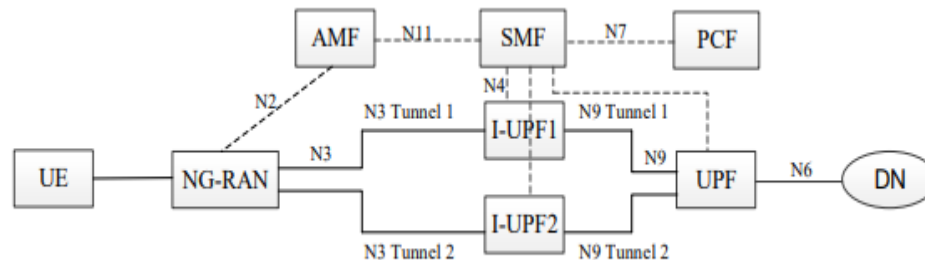 AMF
N11
SMF
N7
PCF
N2
N4
N3 Tunnel 1
I-UPF1
N9 Tunnel 1
UE
NG-RAN
N3
N9
UPF
N6
DN
I-UPF2
N3 Tunnel 2
N9 Tunnel 2